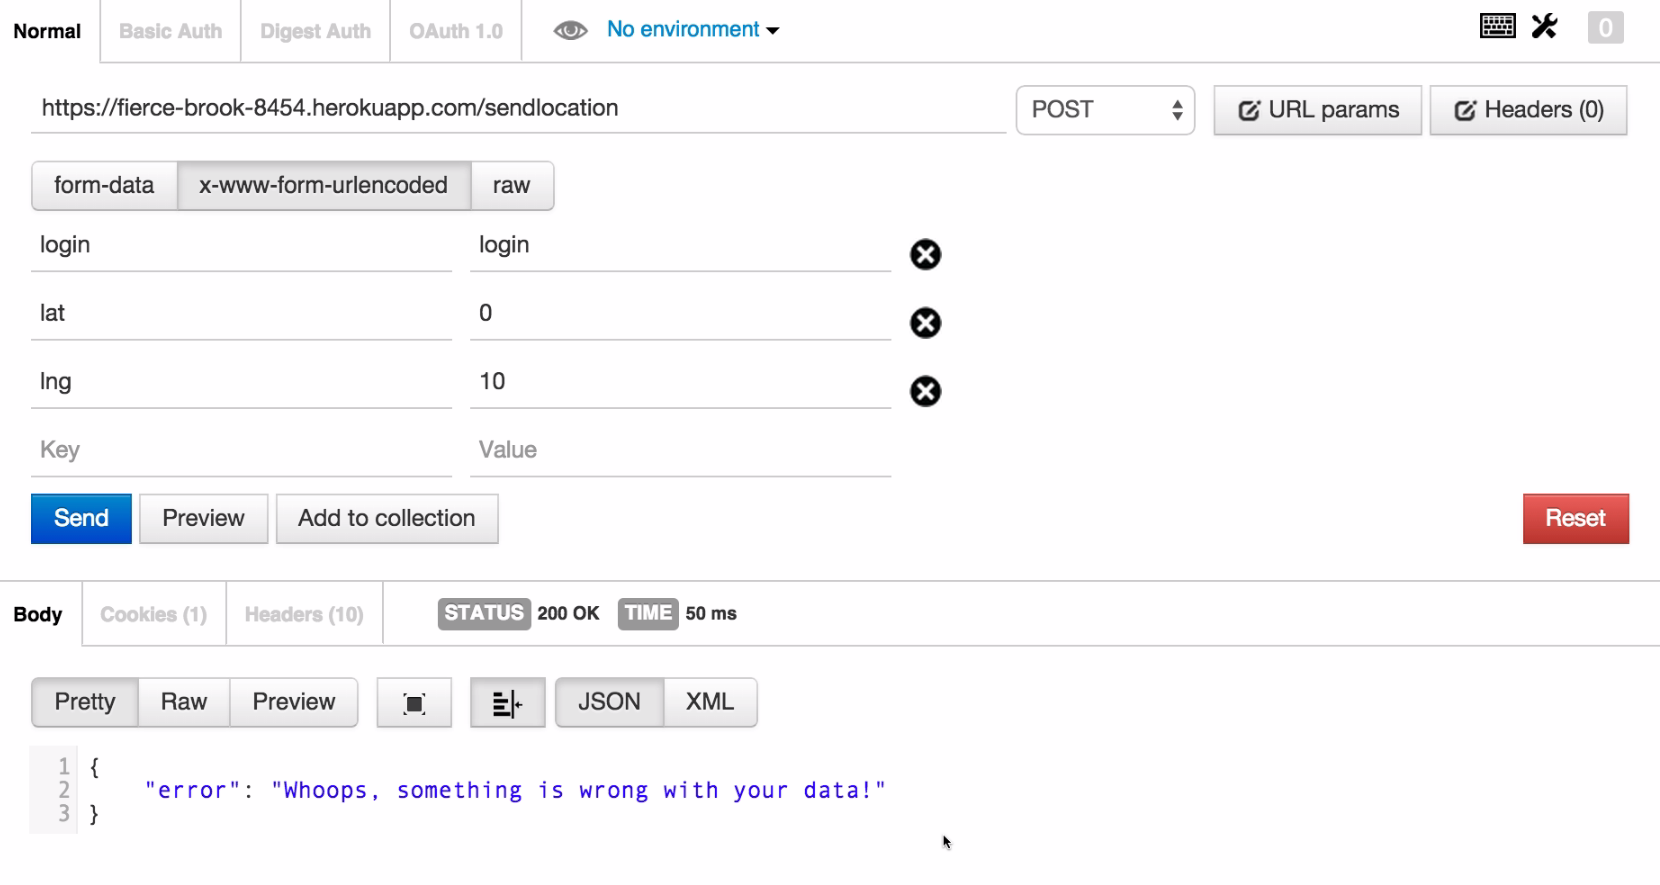 Normal Basic Auth Digest Auth OAuth 1.0 No environment 0
https://fierce-brook-8454.herokuapp.com/sendlocation POST URL params Headers (0)
form-data x-www-form-urlencoded raw
login login
lat 0
lng 10
Key Value
Send Preview Add to collection Reset
Body Cookies (1) Headers (10) STATUS 200 OK TIME 50 ms
Pretty Raw Preview JSON XML
1 {
2 "error": "Whoops, something is wrong with your data!"
3 }